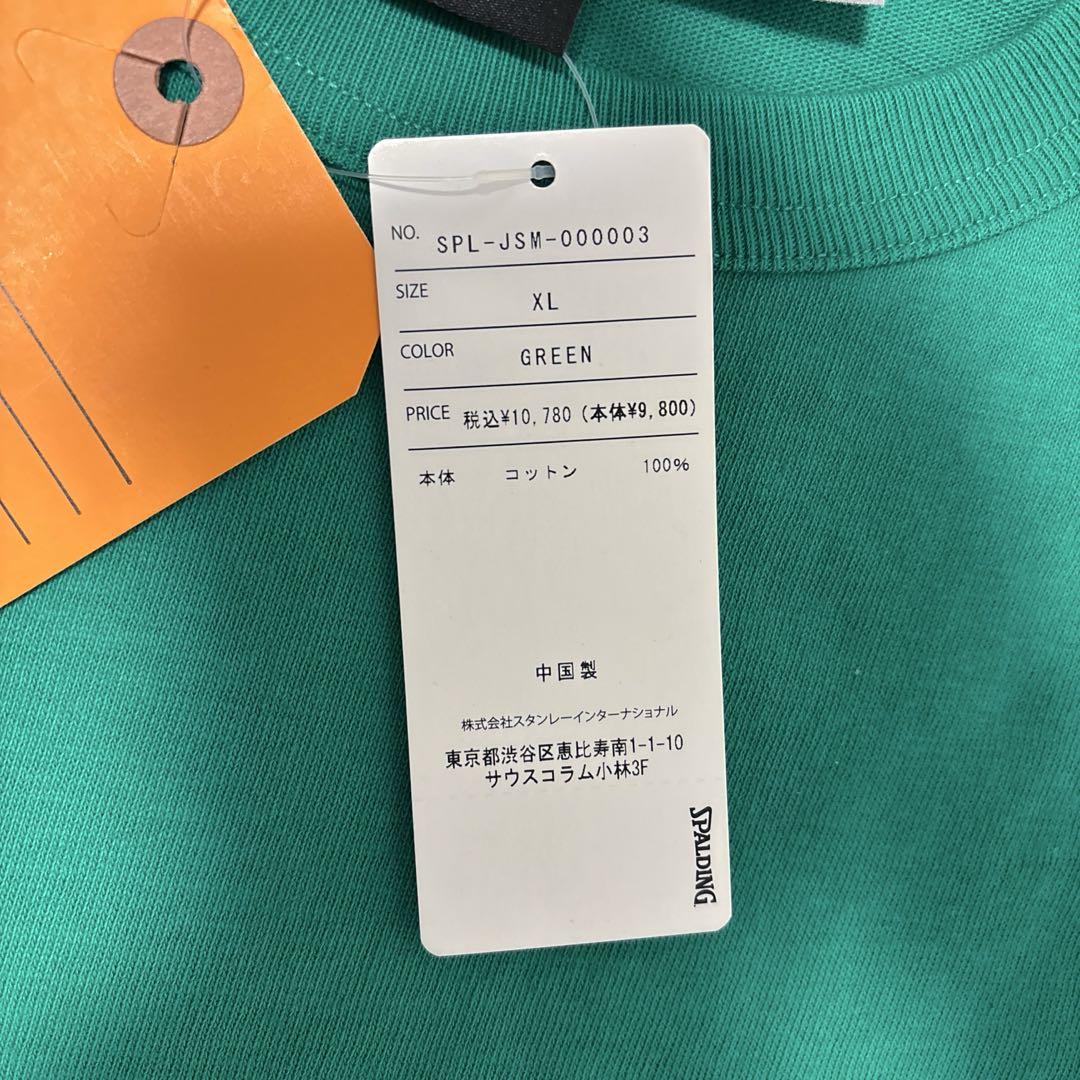 NO. SPL-JSM-000003
SIZE XL
COLOR GREEN
PRICE 税込¥10,780 (本体¥9,800)
本体 コットン 100%
中国製
株式会社スタンレーインターナショナル
東京都渋谷区恵比寿南1-1-10
サウスコラム小林3F
SPALDING